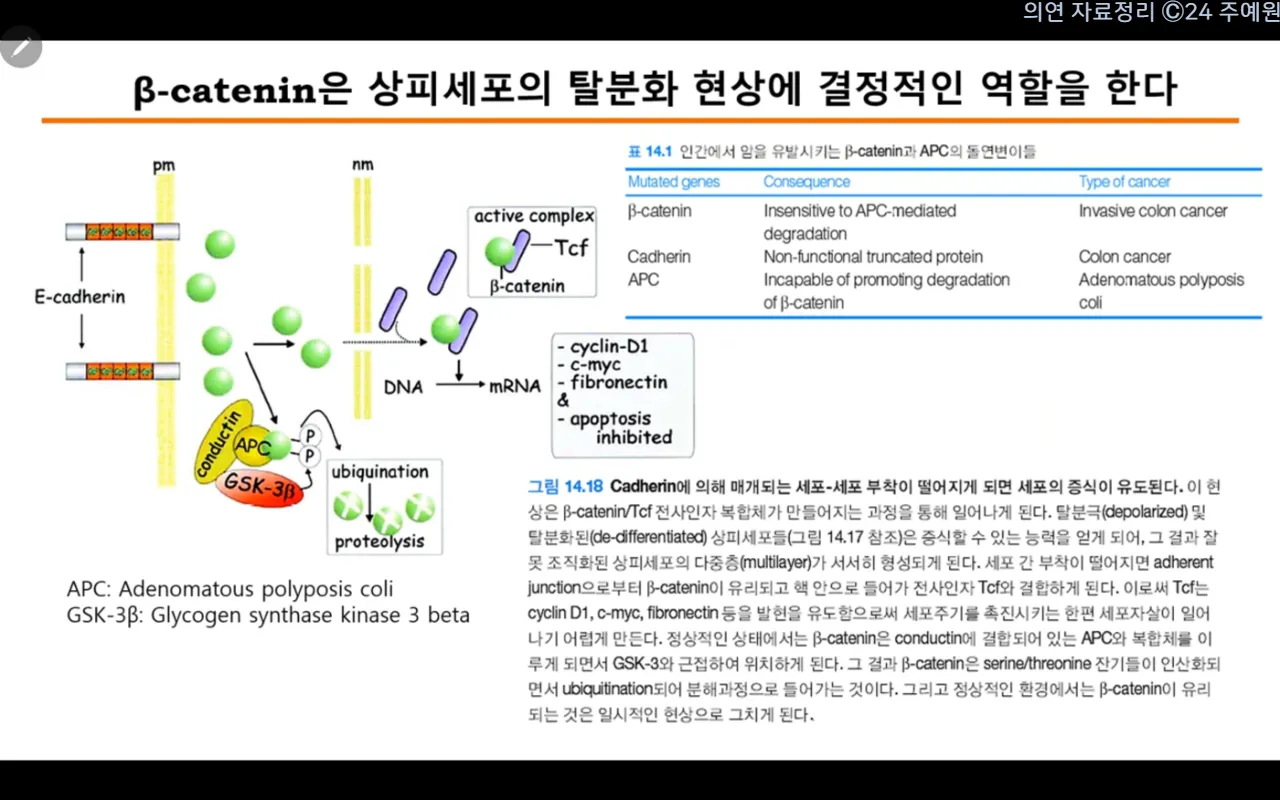 의연 자료정리 ©24 주예원
β-catenin은 상피세포의 탈분화 현상에 결정적인 역할을 한다
pm
nm
E-cadherin
active complex
Tcf
β-catenin
DNA
mRNA
- cyclin-D1
- c-myc
- fibronectin
&
- apoptosis
inhibited
conductin
APC
GSK-3β
P
P
ubiquination
proteolysis
APC: Adenomatous polyposis coli
GSK-3β: Glycogen synthase kinase 3 beta
표 14.1 인간에서 암을 유발시키는 β-catenin과 APC의 돌연변이들
Mutated genes Consequence Type of cancer
β-catenin Insensitive to APC-mediated Invasive colon cancer
degradation
Cadherin Non-functional truncated protein Colon cancer
APC Incapable of promoting degradation Adenomatous polyposis
of β-catenin coli
그림 14.18 Cadherin에 의해 매개되는 세포-세포 부착이 떨어지게 되면 세포의 증식이 유도된다. 이 현
상은 β-catenin/Tcf 전사인자 복합체가 만들어지는 과정을 통해 일어나게 된다. 탈분극(depolarized) 및
탈분화된(de-differentiated) 상피세포들(그림 14.17 참조)은 증식할 수 있는 능력을 얻게 되어, 그 결과 잘
못 조직화된 상피세포의 다중층(multilayer)가 서서히 형성되게 된다. 세포 간 부착이 떨어지면 adherent
junction으로부터 β-catenin이 유리되고 핵 안으로 들어가 전사인자 Tcf와 결합하게 된다. 이로써 Tcf는
cyclin D1, c-myc, fibronectin 등을 발현을 유도함으로써 세포주기를 촉진시키는 한편 세포자살이 일어
나기 어렵게 만든다. 정상적인 상태에서는 β-catenin은 conductin에 결합되어 있는 APC와 복합체를 이
루게 되면서 GSK-3와 근접하여 위치하게 된다. 그 결과 β-catenin은 serine/threonine 잔기들이 인산화되
면서 ubiquitination되어 분해과정으로 들어가는 것이다. 그리고 정상적인 환경에서는 β-catenin이 유리
되는 것은 일시적인 현상으로 그치게 된다.